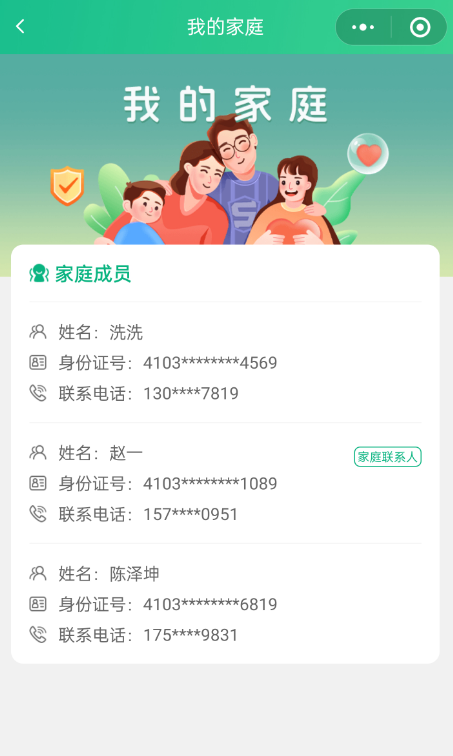 我的家庭
我的家庭
家庭成员
姓名：洗洗
身份证号：4103********4569
联系电话：130****7819
姓名：赵一
家庭联系人
身份证号：4103********1089
联系电话：157****0951
姓名：陈泽坤
身份证号：4103********6819
联系电话：175****9831